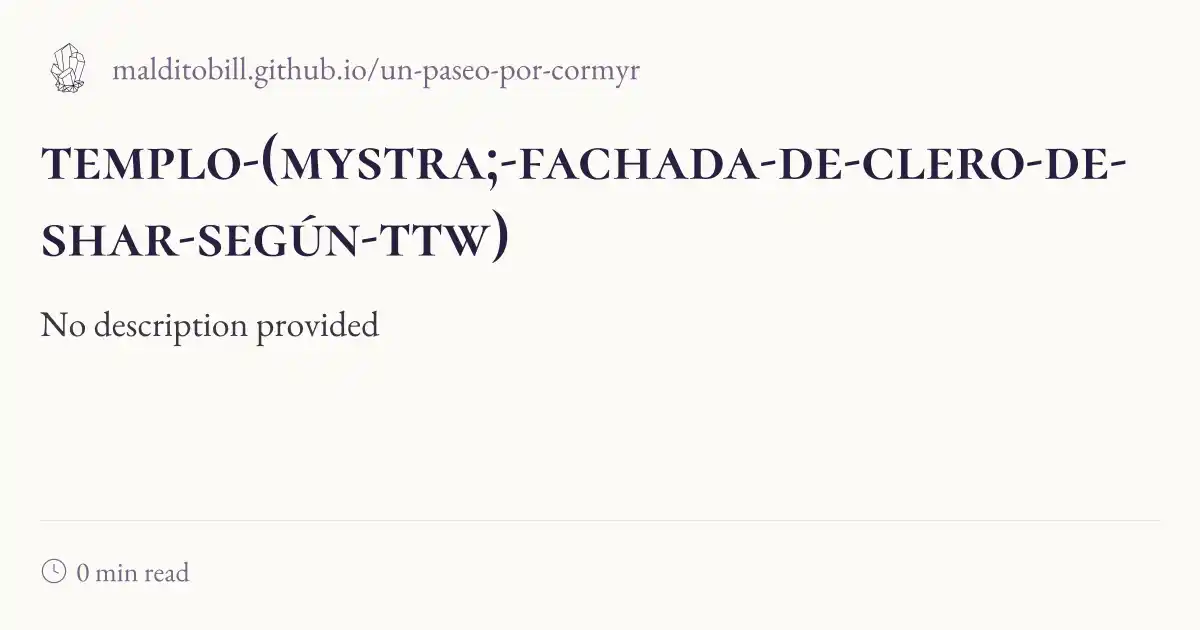 malditobill.github.io/un-paseo-por-cormyr
TEMPLO-(MYSTRA;-FACHADA-DE-CLERO-DE-
SHAR-SEGÚN-TTW)
No description provided
0 min read